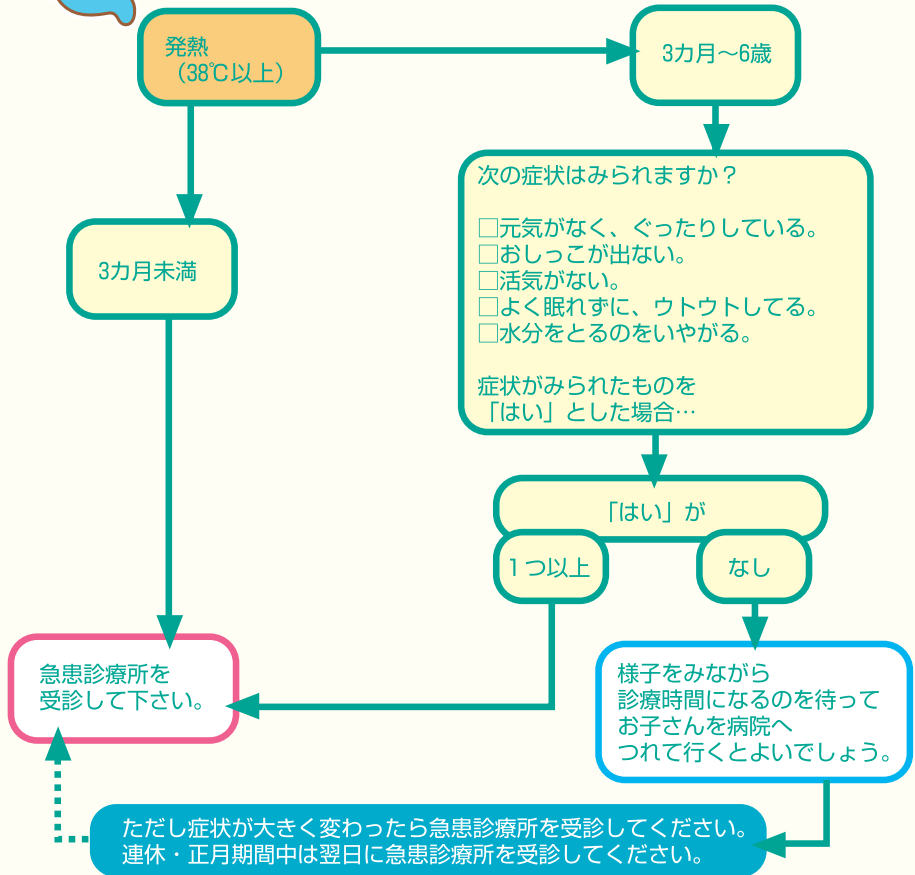 発熱
（38℃以上）
3カ月～6歳
次の症状はみられますか？
□元気がなく、ぐったりしている。
□おしっこが出ない。
□活気がない。
□よく眠れずに、ウトウトしてる。
□水分をとるのをいやがる。
症状がみられたものを
「はい」とした場合…
3カ月未満
「はい」が
1つ以上
なし
急患診療所を
受診して下さい。
様子をみながら
診療時間になるのを待って
お子さんを病院へ
つれて行くとよいでしょう。
ただし症状が大きく変わったら急患診療所を受診してください。
連休・正月期間中は翌日に急患診療所を受診してください。